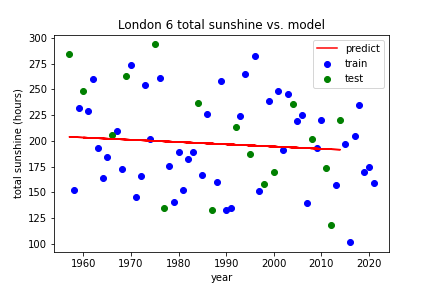 London 6 total sunshine vs. model
300
275
250
225
200
175
150
125
100
total sunshine (hours)
predict
train
test
1960 1970 1980 1990 2000 2010 2020
year